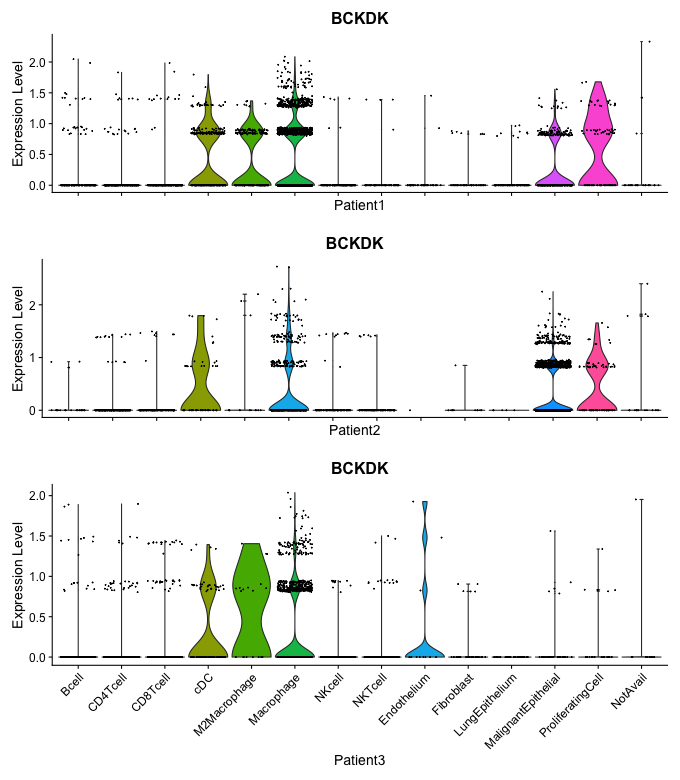 BCKDK
2.0
1.5
1.0
0.5
0.0
Expression Level
Patient1
BCKDK
2
1
0
Expression Level
Patient2
BCKDK
2.0
1.5
1.0
0.5
0.0
Expression Level
Bcell
CD4Tcell
CD8Tcell
cDC
M2Macrophage
Macrophage
NKcell
NKTcell
Endothelium
Fibroblast
LungEpithelium
MalignantEpithelial
ProliferatingCell
NotAvail
Patient3